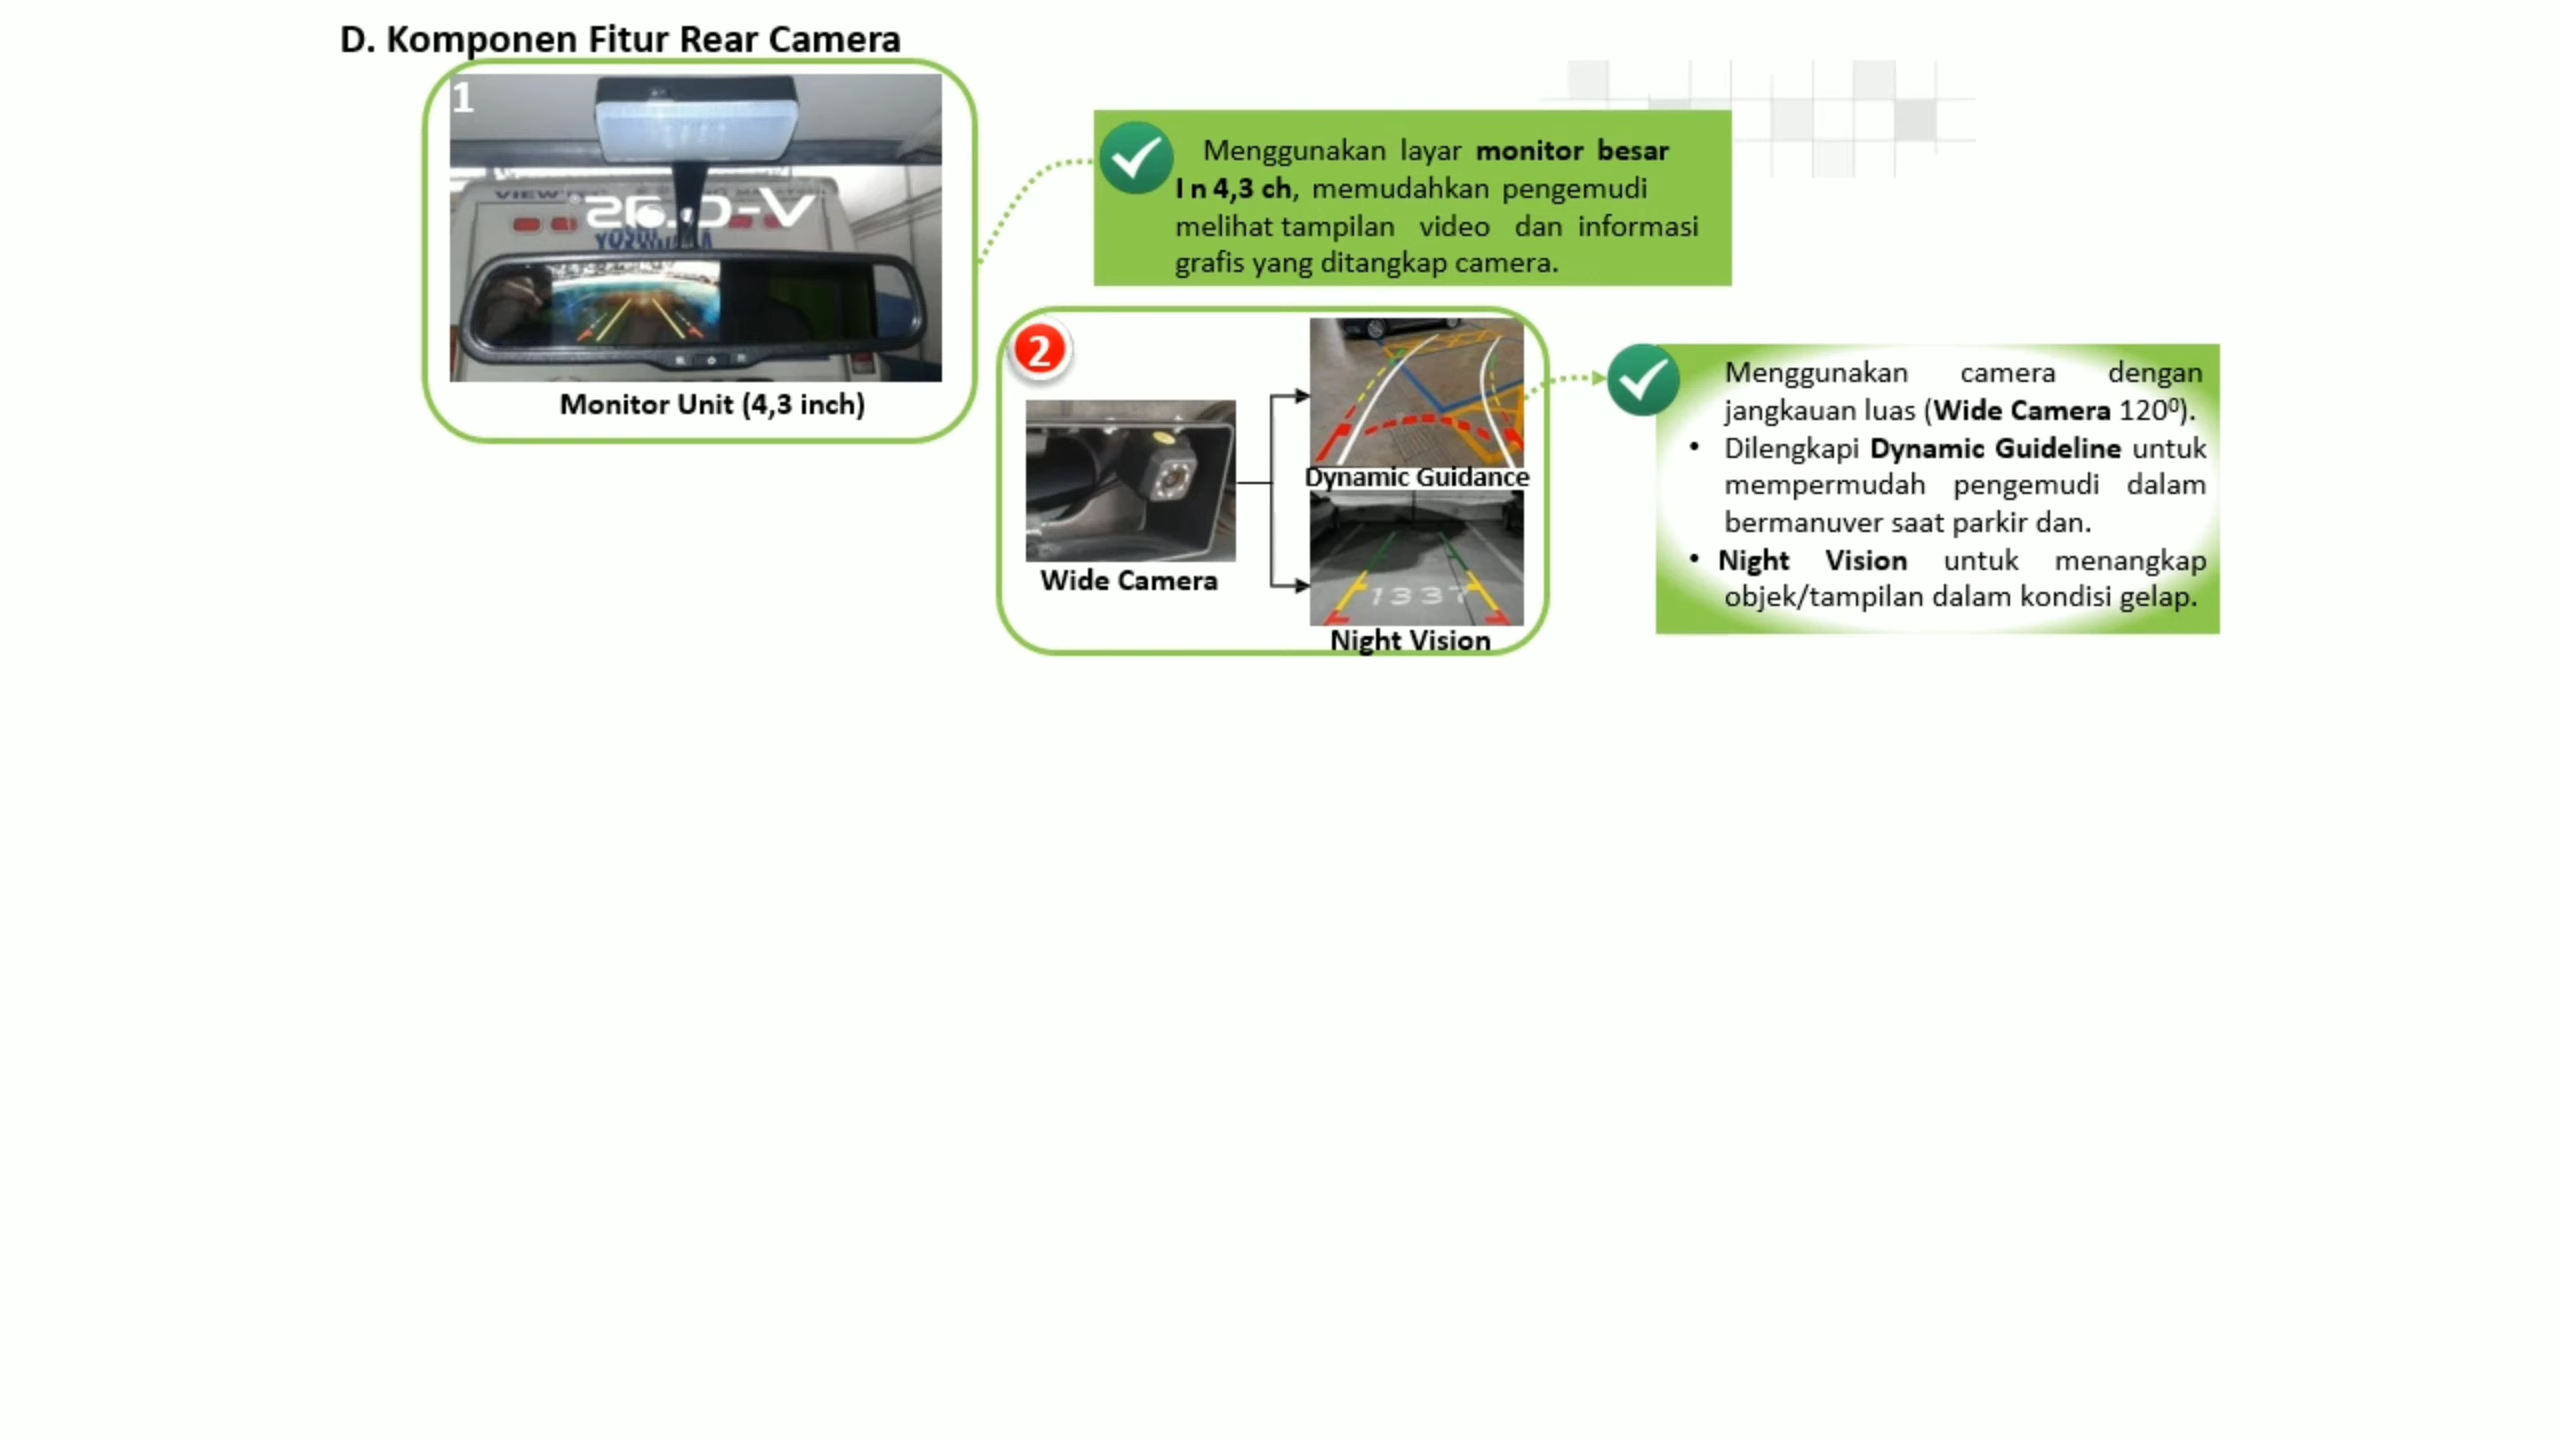 D. Komponen Fitur Rear Camera
1
VIEW
Monitor Unit (4,3 inch)
Menggunakan layar monitor besar
I n 4,3 ch, memudahkan pengemudi
melihat tampilan video dan informasi
grafis yang ditangkap camera.
2
Wide Camera
Dynamic Guidance
1337
Night Vision
Menggunakan camera dengan
jangkauan luas (Wide Camera 120⁰).
• Dilengkapi Dynamic Guideline untuk
mempermudah pengemudi dalam
bermanuver saat parkir dan.
• Night Vision untuk menangkap
objek/tampilan dalam kondisi gelap.